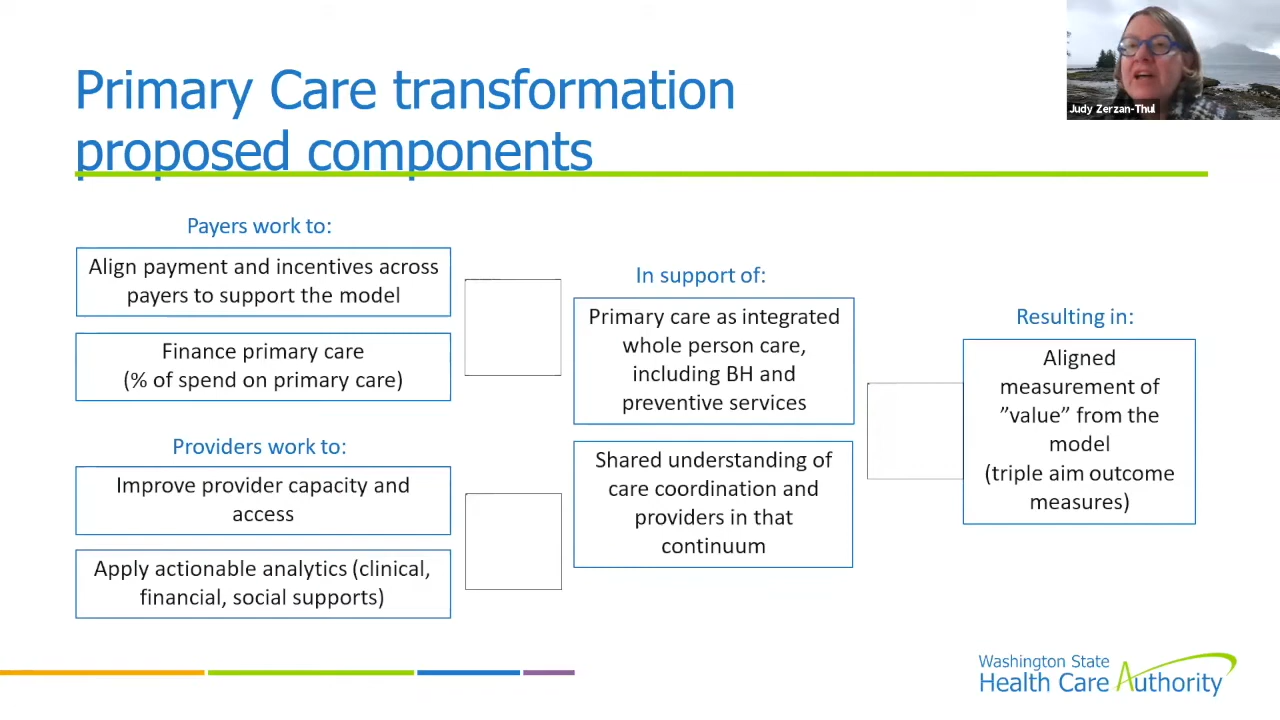 Judy Zerzan-Thul
Primary Care transformation
proposed components
Payers work to:
Align payment and incentives across
payers to support the model
Finance primary care
(% of spend on primary care)
Providers work to:
Improve provider capacity and
access
Apply actionable analytics (clinical,
financial, social supports)
In support of:
Primary care as integrated
whole person care,
including BH and
preventive services
Shared understanding of
care coordination and
providers in that
continuum
Resulting in:
Aligned
measurement of
”value” from the
model
(triple aim outcome
measures)
Washington State
Health Care Authority